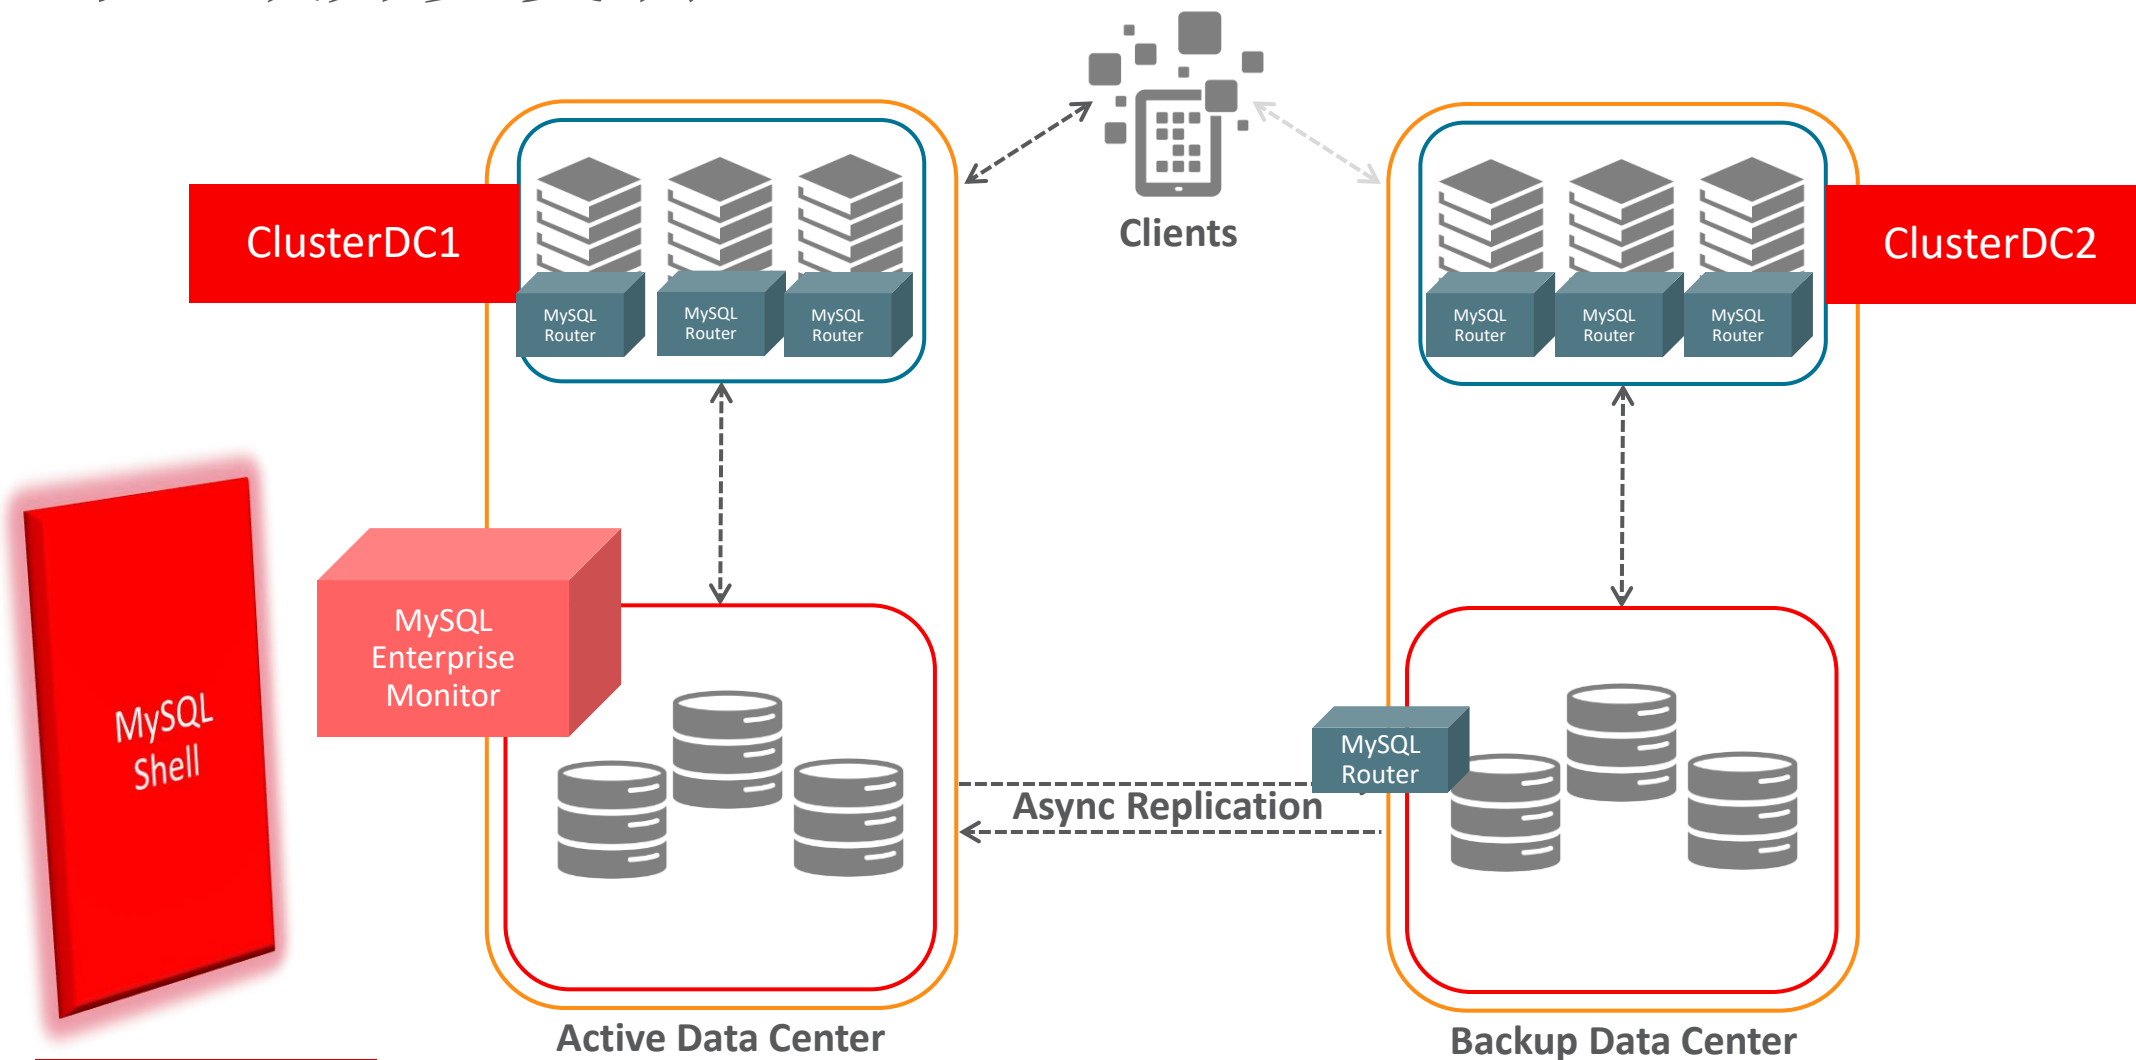 Clients
ClusterDC1
MySQL
Router
MySQL
Router
MySQL
Router
MySQL
Router
MySQL
Router
MySQL
Router
ClusterDC2
MySQL
Shell
MySQL
Enterprise
Monitor
Async Replication
MySQL
Router
Active Data Center
Backup Data Center